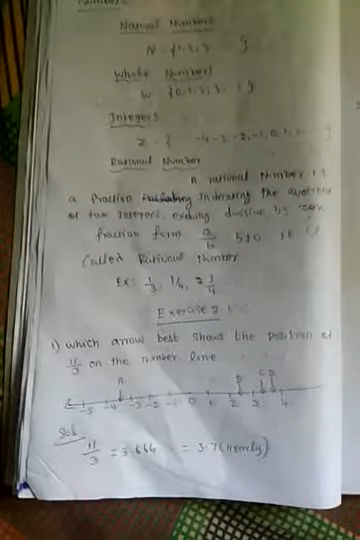 Numbers
Natural Numbers
N = {1, 2, 3 }
Whole Numbers
W = {0, 1, 2, 3, ... }
Integers
Z = { -4 -3, -2, -1, 0, 1, 2, ... }
Rational Number
A rational number is
a fraction indicating the quotient
of two Integers, excluding division by zero
fraction form a/b b≠0 it is
Called Rational Number
Ex: 1/3, 1/4, 2 3/4
Exercise 2.1
1) which arrow best shows the position of
11/3 on the number line
A B C D
-5 -4 -3 -2 -1 0 1 2 3 4
Sol
11/3 = 3.666 = 3.7 (nearly)